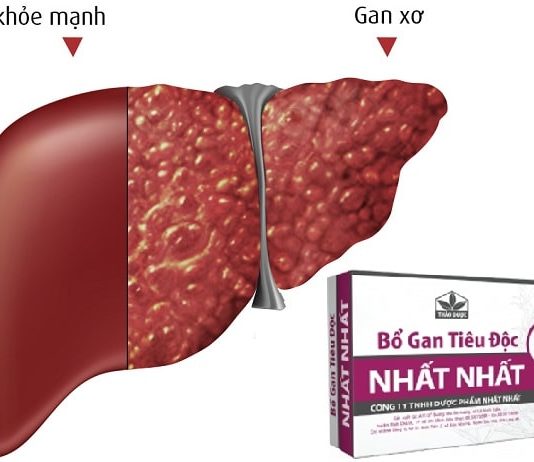 khỏe mạnh
Gan xơ
THẢO DƯỢC
Bổ Gan Tiêu Độc
NHẤT NHẤT
CÔNG TY TNHH DƯỢC PHẨM NHẤT NHẤT
Bổ Gan Tiêu Độc
NHẤT NHẤT